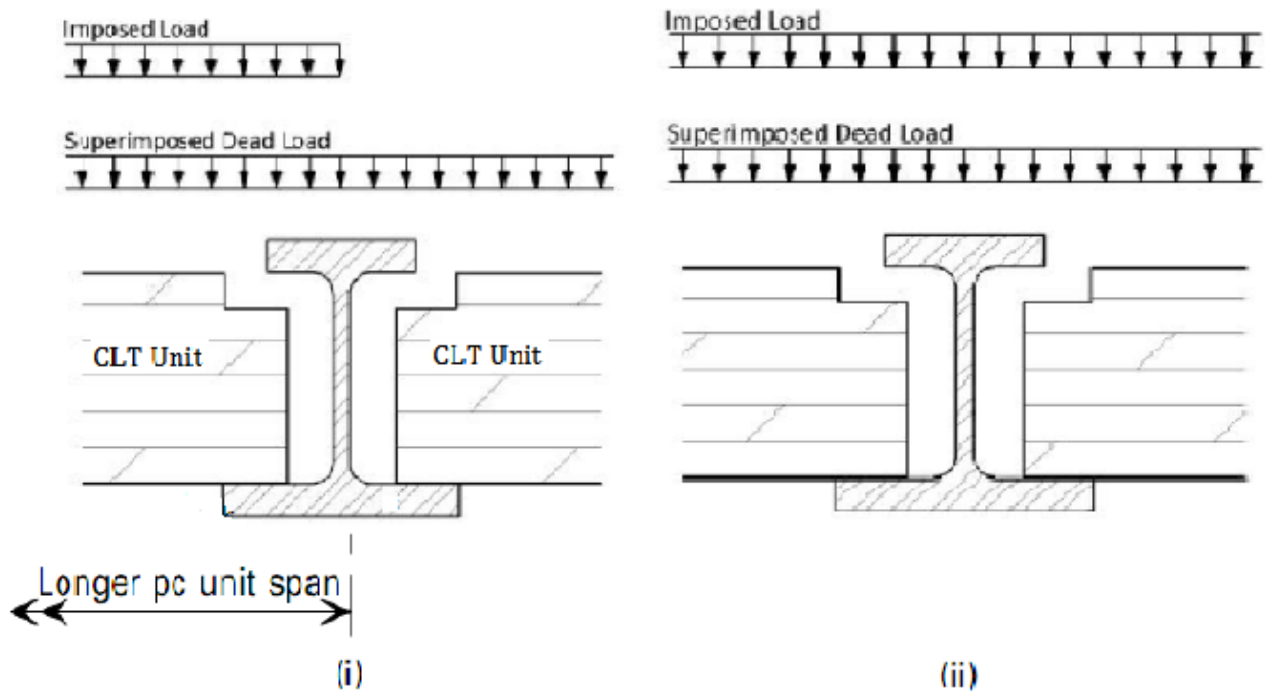 Imposed Load
Imposed Load
Superimposed Dead Load
Superimposed Dead Load
CLT Unit
CLT Unit
Longer pc unit span
(i)
(ii)